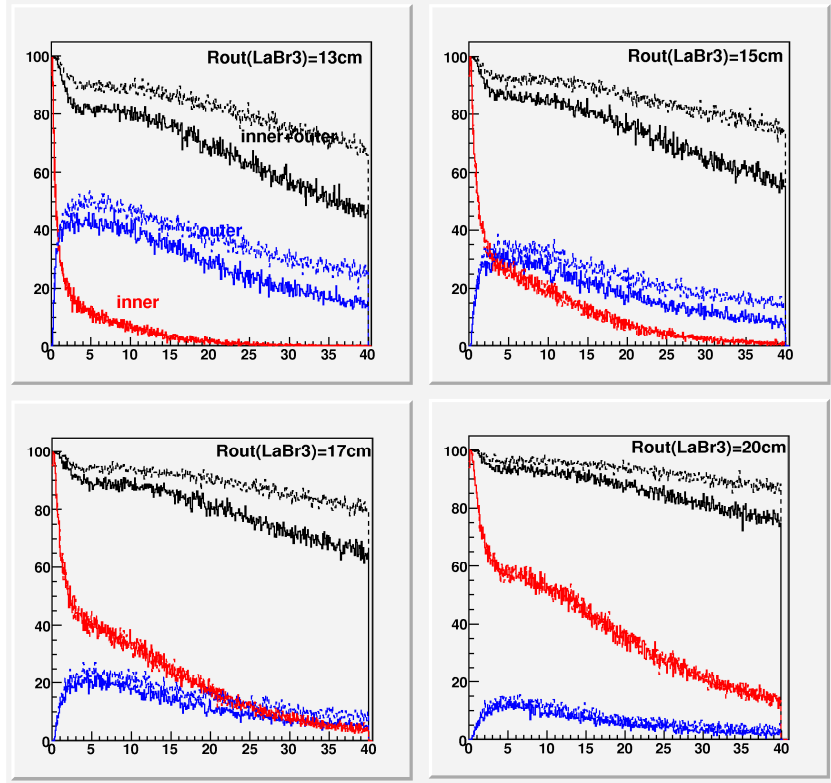 Rout(LaBr3)=13cm
100
80
60
40
20
0
inner+outer
outer
inner
0 5 10 15 20 25 30 35 40
Rout(LaBr3)=15cm
100
80
60
40
20
0
0 5 10 15 20 25 30 35 40
Rout(LaBr3)=17cm
100
80
60
40
20
0
0 5 10 15 20 25 30 35 40
Rout(LaBr3)=20cm
100
80
60
40
20
0
0 5 10 15 20 25 30 35 40